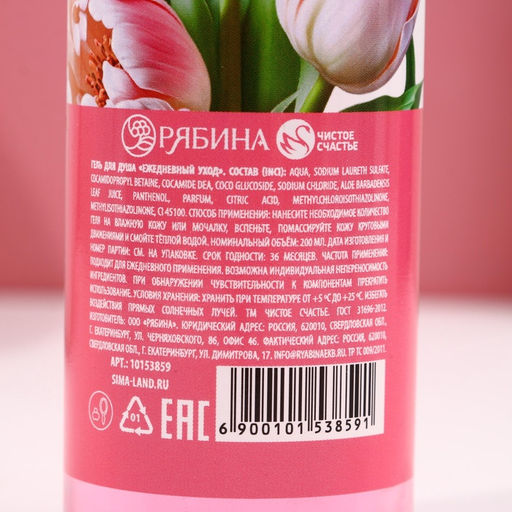 РЯБИНА ЧИСТОЕ СЧАСТЬЕ
ГЕЛЬ ДЛЯ ДУША «ЕЖЕДНЕВНЫЙ УХОД». СОСТАВ (INCI): AQUA, SODIUM LAURETH SULFATE,
COCAMIDOPROPYL BETAINE, COCAMIDE DEA, COCO GLUCOSIDE, SODIUM CHLORIDE, ALOE BARBADENSIS
LEAF JUICE, PANTHENOL, PARFUM, CITRIC ACID, METHYLCHLOROISOTHIAZOLINONE,
METHYLISOTHIAZOLINONE, CI 45100. СПОСОБ ПРИМЕНЕНИЯ: НАНЕСИТЕ НЕОБХОДИМОЕ КОЛИЧЕСТВО
ГЕЛЯ НА ВЛАЖНУЮ КОЖУ ИЛИ МОЧАЛКУ, ВСПЕНЬТЕ, ПОМАССИРУЙТЕ КОЖУ КРУГОВЫМИ
ДВИЖЕНИЯМИ И СМОЙТЕ ТЁПЛОЙ ВОДОЙ. НОМИНАЛЬНЫЙ ОБЪЁМ: 200 МЛ. ДАТА ИЗГОТОВЛЕНИЯ И
НОМЕР ПАРТИИ: СМ. НА УПАКОВКЕ. СРОК ГОДНОСТИ: 36 МЕСЯЦЕВ. ЧАСТОТА ПРИМЕНЕНИЯ:
ПОДХОДИТ ДЛЯ ЕЖЕДНЕВНОГО ПРИМЕНЕНИЯ. ВОЗМОЖНА ИНДИВИДУАЛЬНАЯ НЕПЕРЕНОСИМОСТЬ
ИНГРЕДИЕНТОВ. ПРИ ОБНАРУЖЕНИИ ЧУВСТВИТЕЛЬНОСТИ К КОМПОНЕНТАМ ПРЕКРАТИТЬ
ИСПОЛЬЗОВАНИЕ. УСЛОВИЯ ХРАНЕНИЯ: ХРАНИТЬ ПРИ ТЕМПЕРАТУРЕ ОТ +5 °С ДО +25 °С. ИЗБЕГАТЬ
ВОЗДЕЙСТВИЯ ПРЯМЫХ СОЛНЕЧНЫХ ЛУЧЕЙ. ТМ ЧИСТОЕ СЧАСТЬЕ. ГОСТ 31696-2012.
ИЗГОТОВИТЕЛЬ: ООО «РЯБИНА», ЮРИДИЧЕСКИЙ АДРЕС: РОССИЯ, 620010, СВЕРДЛОВСКАЯ ОБЛ.,
Г. ЕКАТЕРИНБУРГ, УЛ. ЧЕРНЯХОВСКОГО, 86, ОФИС 46. ФАКТИЧЕСКИЙ АДРЕС: РОССИЯ, 620010,
СВЕРДЛОВСКАЯ ОБЛ., Г. ЕКАТЕРИНБУРГ, УЛ. ДИМИТРОВА, 17. INFO@RYABINAEKB.RU ТР ТС 009/2011.
АРТ.: 10153859
SIMA-LAND.RU
01 EAC 6 900101 538591